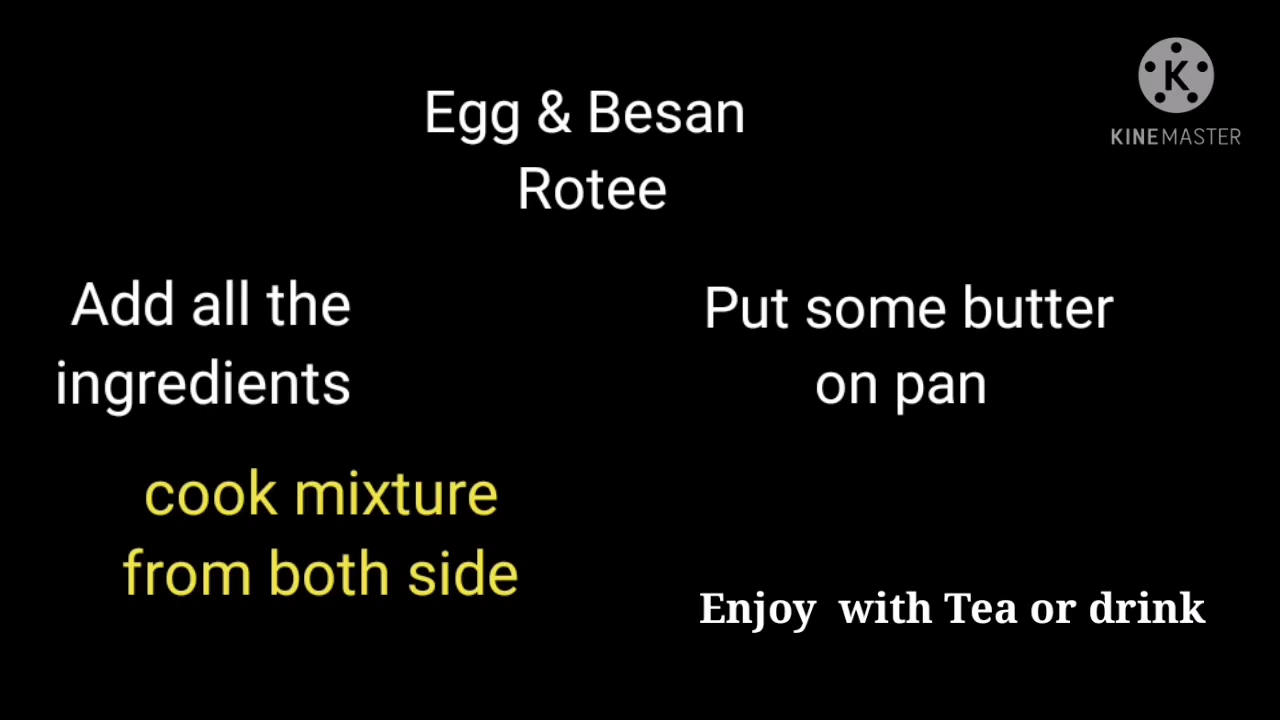 KINEMASTER
Egg & Besan
Rotee
Add all the
ingredients
Put some butter
on pan
cook mixture
from both side
Enjoy  with Tea or drink